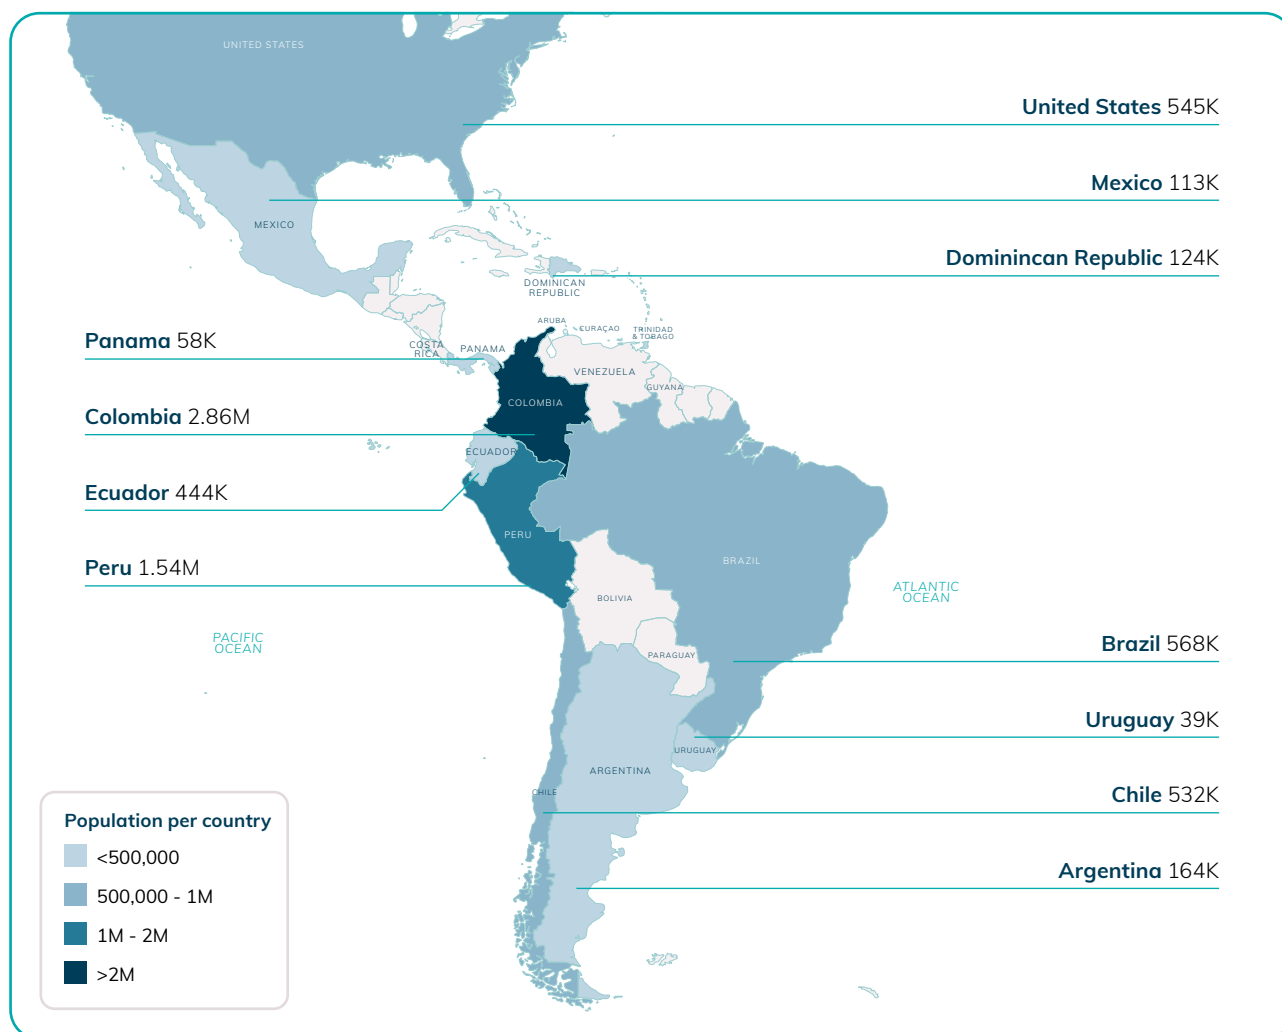 UNITED STATES
United States 545K
Mexico 113K
MEXICO
Dominincan Republic 124K
DOMINICAN
REPUBLIC
ARUBA
CURAÇAO
TRINIDAD
& TOBAGO
Panama 58K
COSTA
RICA
PANAMA
VENEZUELA
GUYANA
COLOMBIA
Colombia 2.86M
ECUADOR
Ecuador 444K
PERU
BRAZIL
Peru 1.54M
ATLANTIC
OCEAN
BOLIVIA
PACIFIC
OCEAN
Brazil 568K
PARAGUAY
Uruguay 39K
URUGUAY
ARGENTINA
CHILE
Chile 532K
Argentina 164K
Population per country
<500,000
500,000 - 1M
1M - 2M
>2M